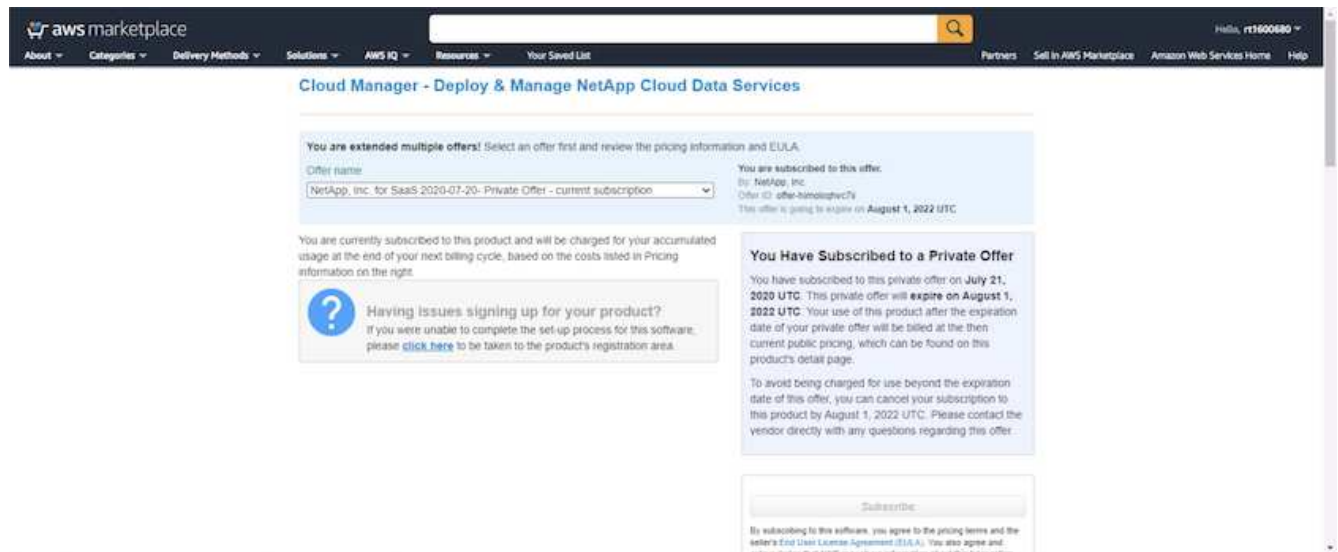 aws marketplace
Hello, rt1600680
About Categories Delivery Methods Solutions AWS IQ Resources Your Saved List Partners Sell in AWS Marketplace Amazon Web Services Home Help
Cloud Manager - Deploy & Manage NetApp Cloud Data Services
You are extended multiple offers! Select an offer first and review the pricing information and EULA.
Offer name
NetApp, Inc. for SaaS 2020-07-20- Private Offer - current subscription
You are subscribed to this offer.
By: NetApp, Inc.
Offer ID:
This offer is going to expire on August 1, 2022 UTC
You are currently subscribed to this product and will be charged for your accumulated
usage at the end of your next billing cycle, based on the costs listed in Pricing
information on the right.
?
Having issues signing up for your product?
If you were unable to complete the set-up process for this software,
please click here to be taken to the product's registration area.
You Have Subscribed to a Private Offer
You have subscribed to this private offer on July 21,
2020 UTC. This private offer will expire on August 1,
2022 UTC. Your use of this product after the expiration
date of your private offer will be billed at the then
current public pricing, which can be found on this
product's detail page.
To avoid being charged for use beyond the expiration
date of this offer, you can cancel your subscription to
this product by August 1, 2022 UTC. Please contact the
vendor directly with any questions regarding this offer.
Subscribe
By subscribing to this software, you agree to the pricing terms and the
seller's End User License Agreement (EULA). You also agree and